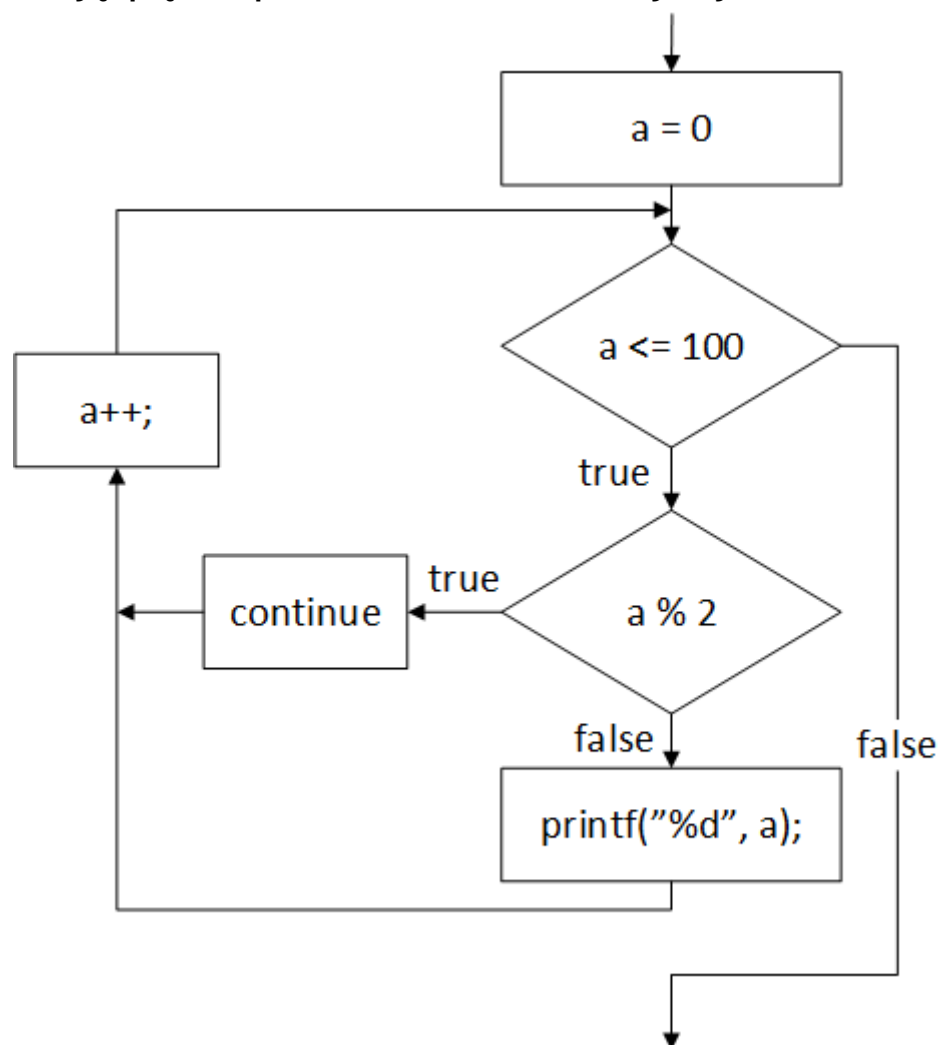 a = 0
a <= 100
a++;
true
true
continue
a % 2
false
false
printf("%d", a);